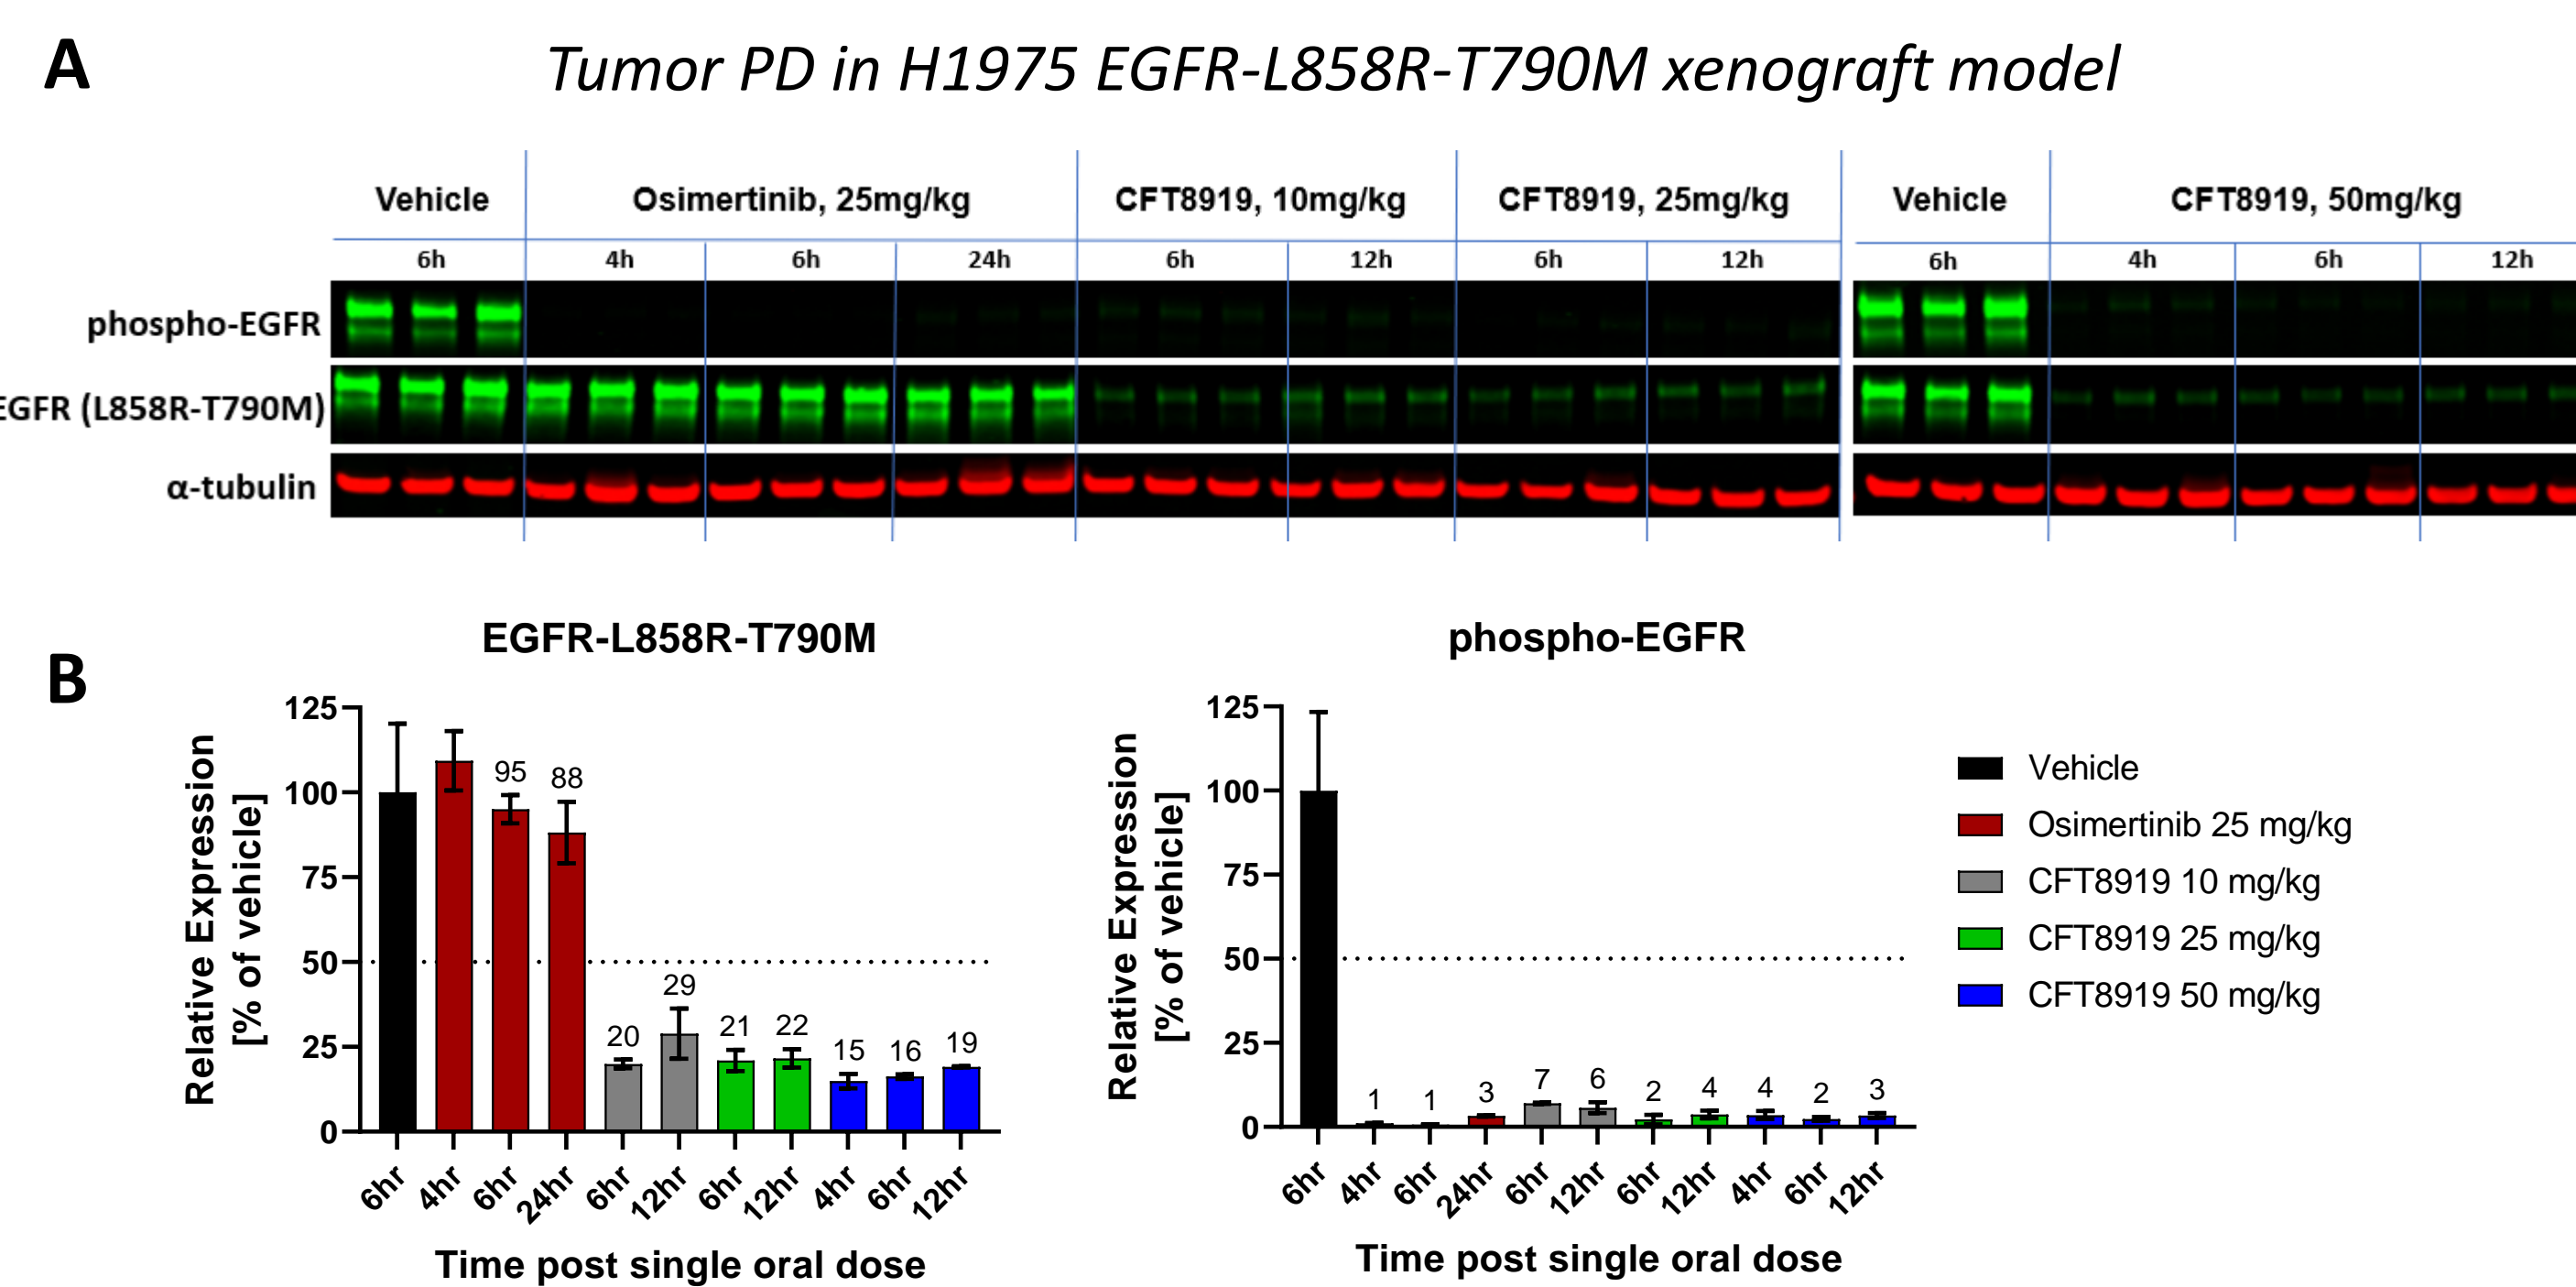 A
Tumor PD in H1975 EGFR-L858R-T790M xenograft model
Vehicle Osimertinib, 25mg/kg CFT8919, 10mg/kg CFT8919, 25mg/kg Vehicle CFT8919, 50mg/kg
6h 4h 6h 24h 6h 12h 6h 12h 6h 4h 6h 12h
phospho-EGFR
EGFR (L858R-T790M)
α-tubulin
B
EGFR-L858R-T790M
Relative Expression
[% of vehicle]
125
100
75
50
25
0
95 88 20 29 21 22 15 16 19
6hr 4hr 6hr 24hr 6hr 12hr 6hr 12hr 4hr 6hr 12hr
Time post single oral dose
phospho-EGFR
Relative Expression
[% of vehicle]
125
100
75
50
25
0
1 1 3 7 6 2 4 4 2 3
6hr 4hr 6hr 24hr 6hr 12hr 6hr 12hr 4hr 6hr 12hr
Time post single oral dose
Vehicle
Osimertinib 25 mg/kg
CFT8919 10 mg/kg
CFT8919 25 mg/kg
CFT8919 50 mg/kg